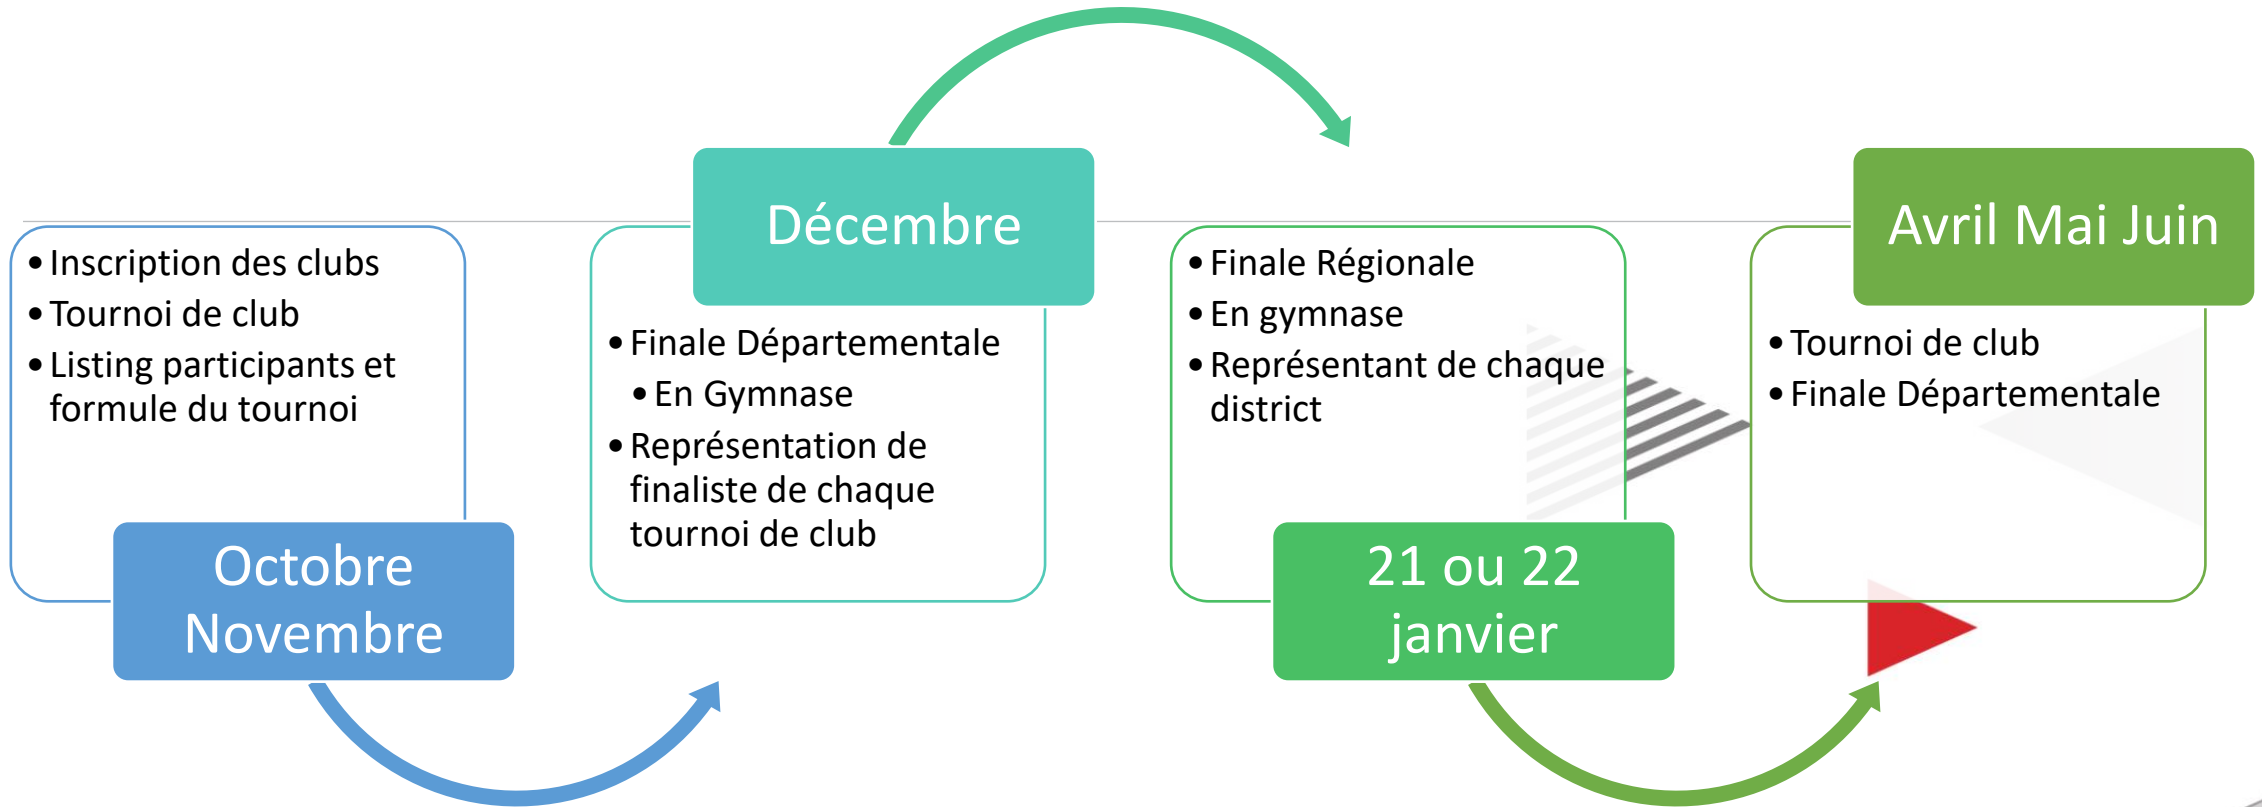 • Inscription des clubs
• Tournoi de club
• Listing participants et
formule du tournoi
Octobre
Novembre
Décembre
• Finale Départementale
• En Gymnase
• Représentation de
finaliste de chaque
tournoi de club
• Finale Régionale
• En gymnase
• Représentant de chaque
district
21 ou 22
janvier
Avril Mai Juin
• Tournoi de club
• Finale Départementale